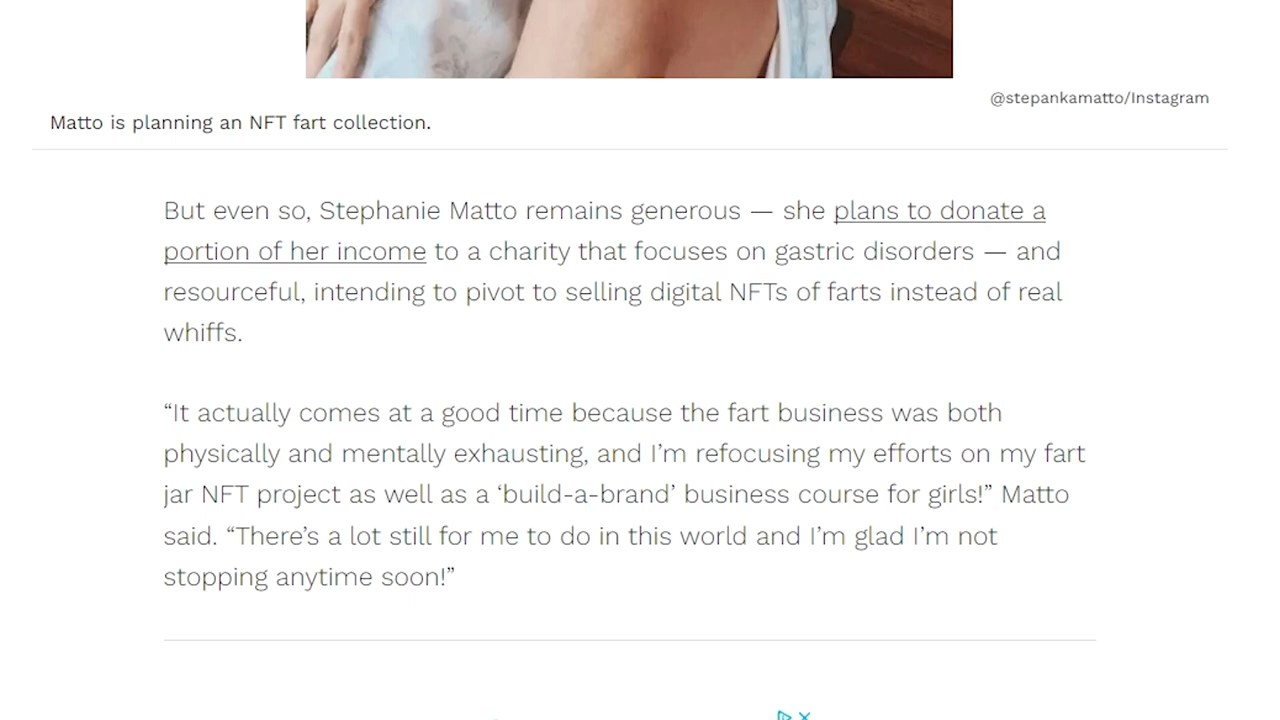 @stepankamatto/Instagram
Matto is planning an NFT fart collection.
But even so, Stephanie Matto remains generous — she plans to donate a
portion of her income to a charity that focuses on gastric disorders — and
resourceful, intending to pivot to selling digital NFTs of farts instead of real
whiffs.
“It actually comes at a good time because the fart business was both
physically and mentally exhausting, and I’m refocusing my efforts on my fart
jar NFT project as well as a ‘build-a-brand’ business course for girls!” Matto
said. “There’s a lot still for me to do in this world and I’m glad I’m not
stopping anytime soon!”